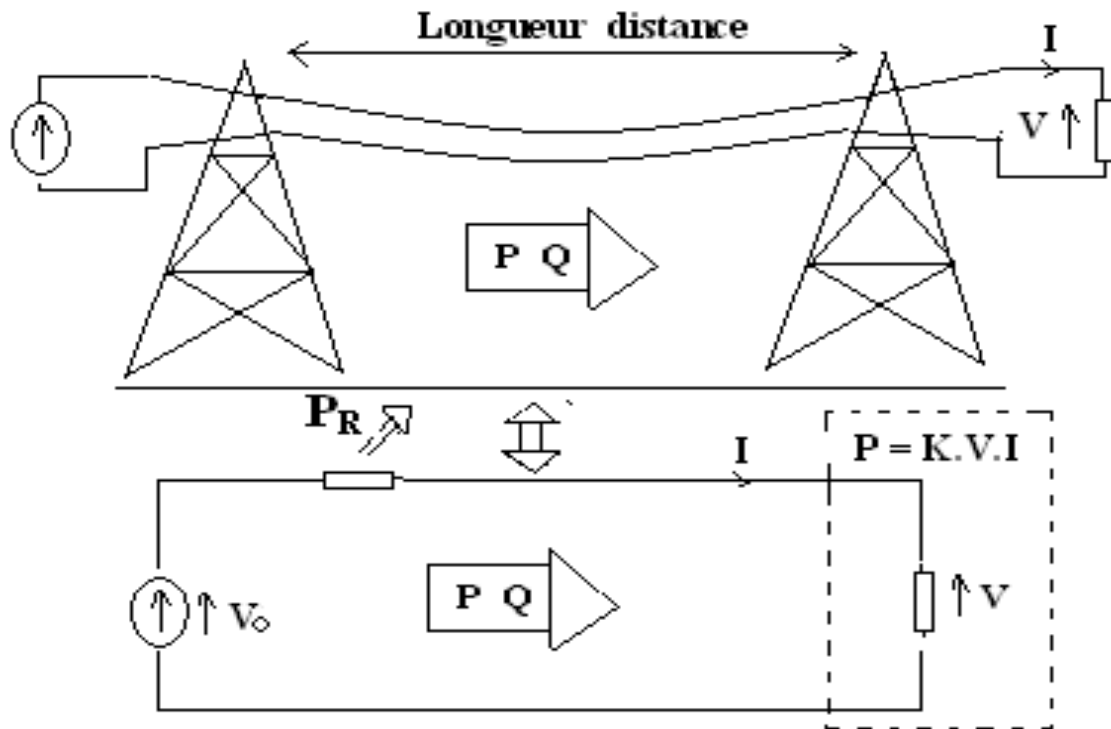 Longueur distance
I
V
P Q
P_R
I
P = K.V.I
V₀
P Q
V